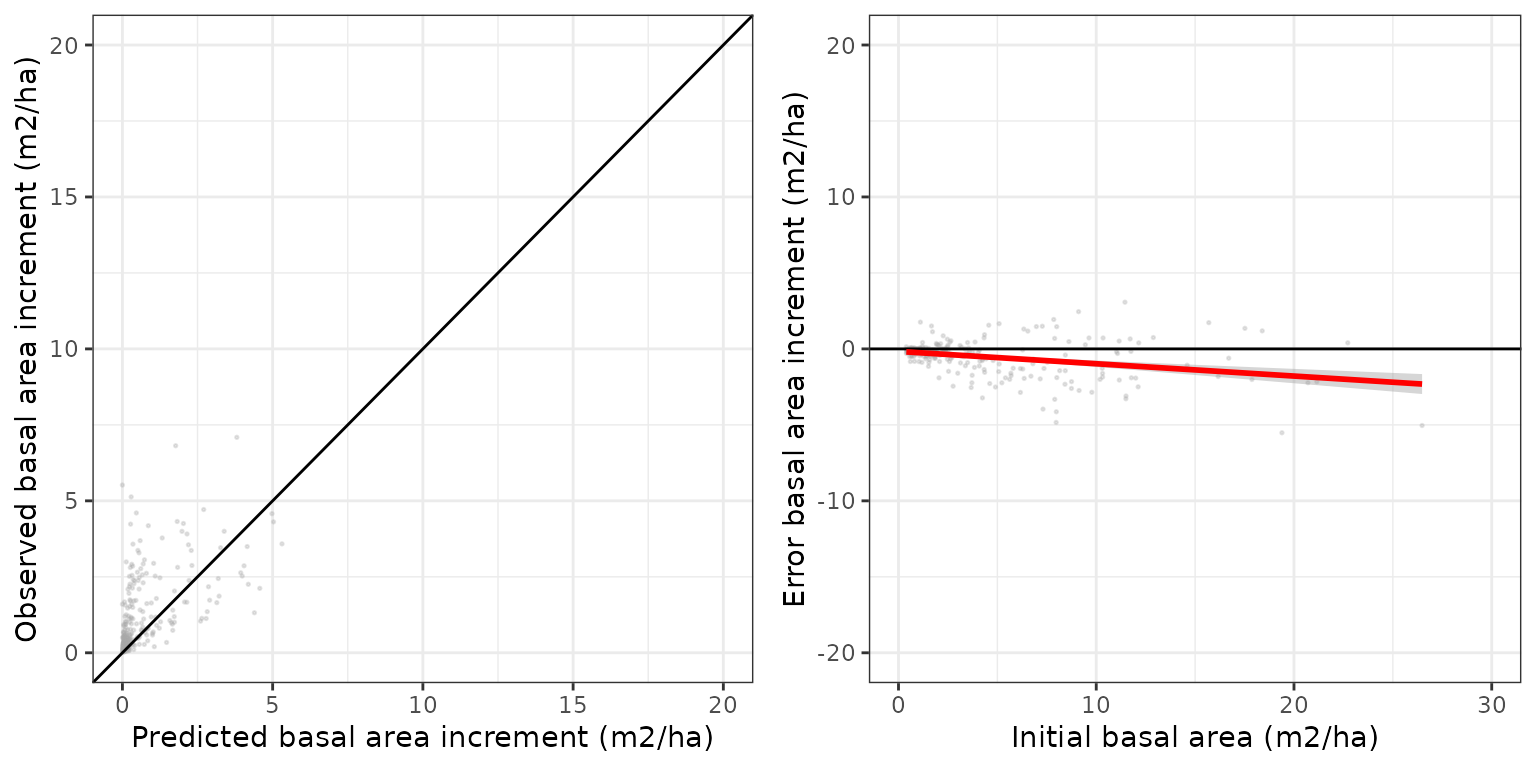 Observed basal area increment (m2/ha)
20
15
10
5
0
0 5 10 15 20
Predicted basal area increment (m2/ha)
Error basal area increment (m2/ha)
20
10
0
-10
-20
0 10 20 30
Initial basal area (m2/ha)